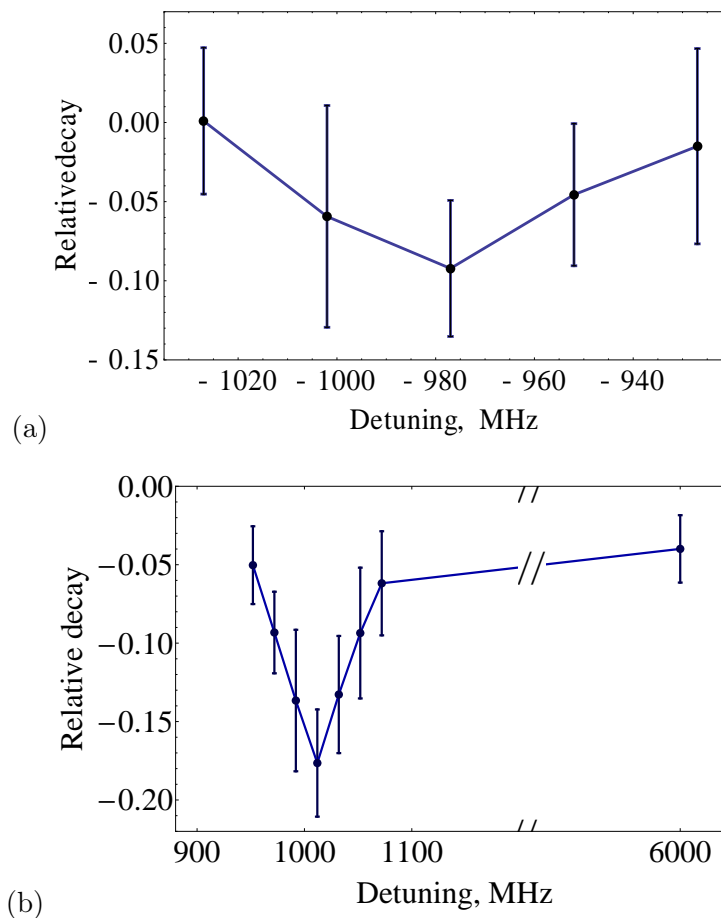 0.05
0.00
- 0.05
- 0.10
- 0.15
Relativedecay
- 1020 - 1000 - 980 - 960 - 940
Detuning, MHz
(a)
0.00
−0.05
−0.10
−0.15
−0.20
Relative decay
// //
//
900 1000 1100 6000
Detuning, MHz
(b)